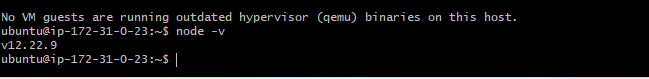 No VM guests are running outdated hypervisor (qemu) binaries on this host.
ubuntu@ip-172-31-0-23:~$ node -v
v12.22.9
ubuntu@ip-172-31-0-23:~$